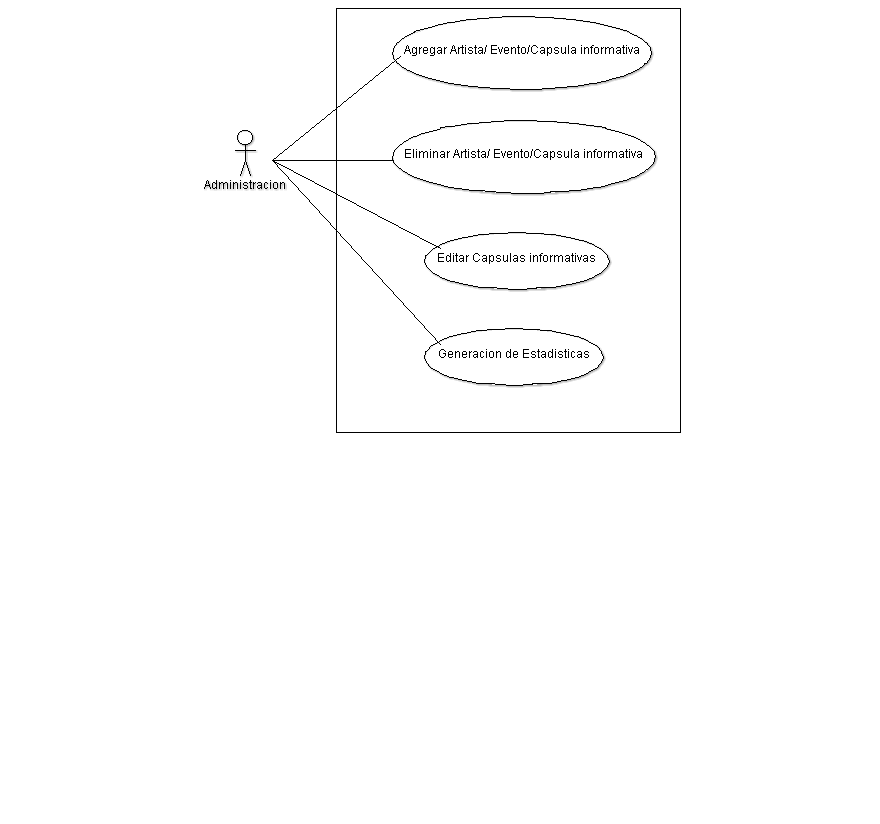 Agregar Artista/ Evento/Capsula informativa
Eliminar Artista/ Evento/Capsula informativa
Administracion
Editar Capsulas informativas
Generacion de Estadisticas